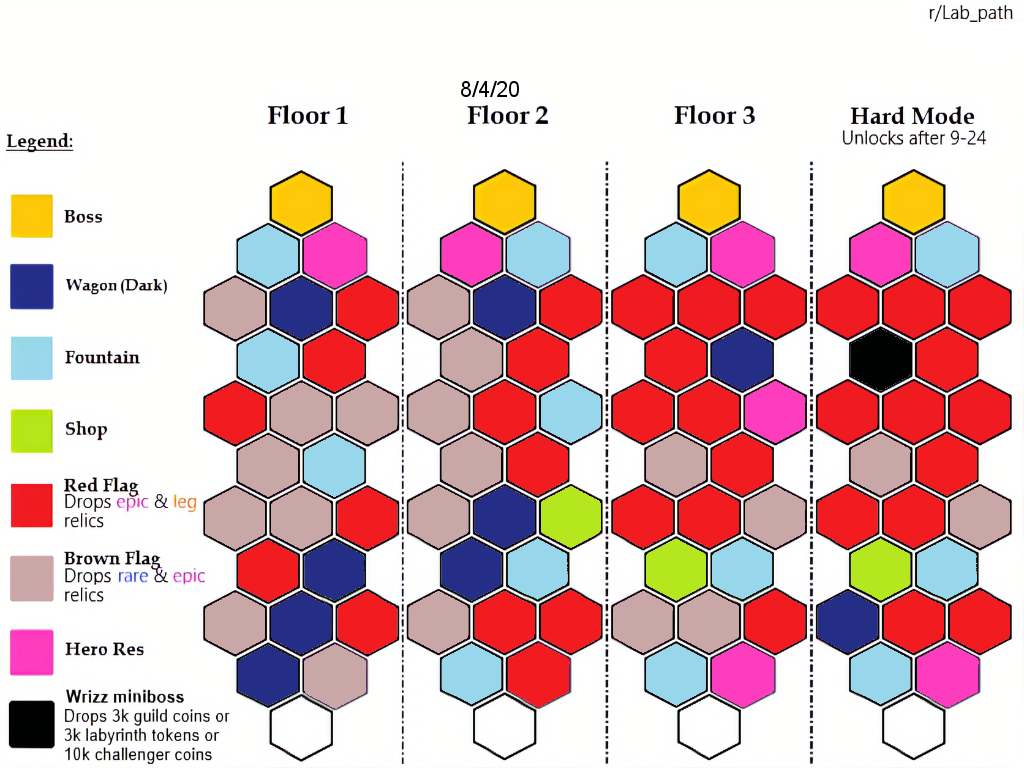 r/Lab_path
8/4/20
Floor 1
Floor 2
Floor 3
Hard Mode
Unlocks after 9-24
Legend:
Boss
Wagon (Dark)
Fountain
Shop
Red Flag
Drops epic & leg
relics
Brown Flag
Drops rare & epic
relics
Hero Res
Wrizz miniboss
Drops 3k guild coins or
3k labyrinth tokens or
10k challenger coins